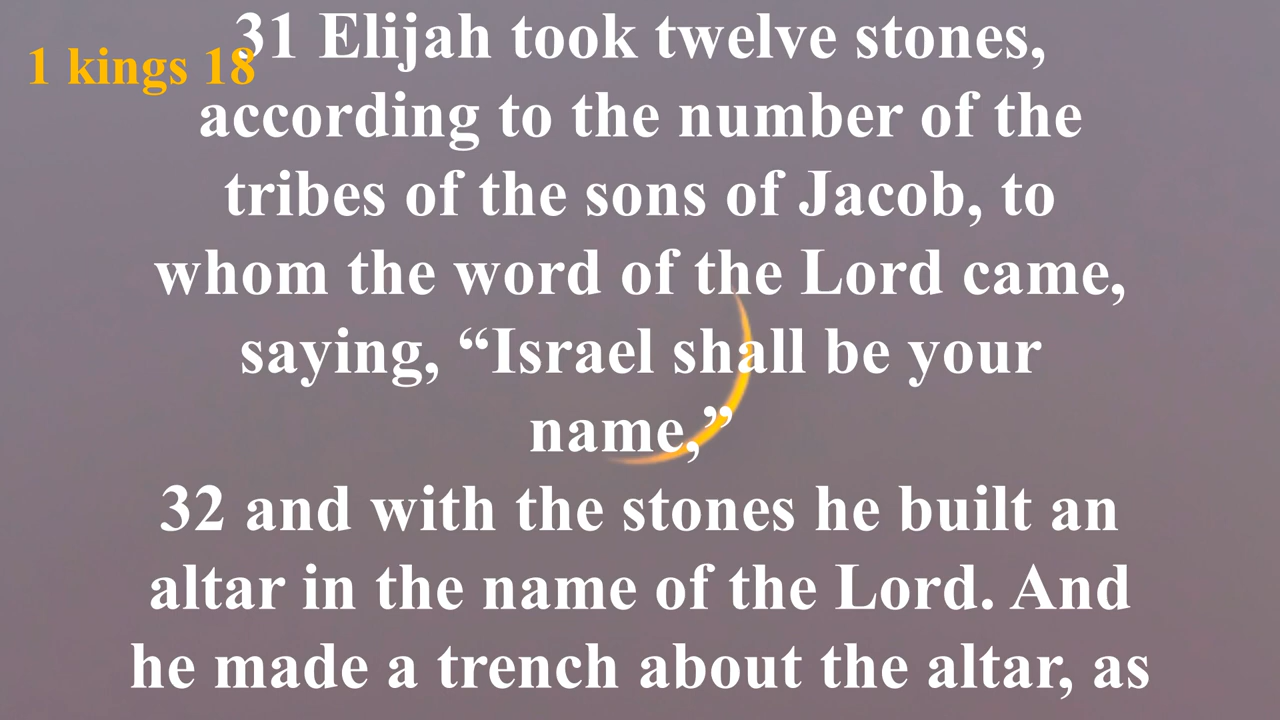 1 kings 18
31 Elijah took twelve stones,
according to the number of the
tribes of the sons of Jacob, to
whom the word of the Lord came,
saying, “Israel shall be your
name,”
32 and with the stones he built an
altar in the name of the Lord. And
he made a trench about the altar, as